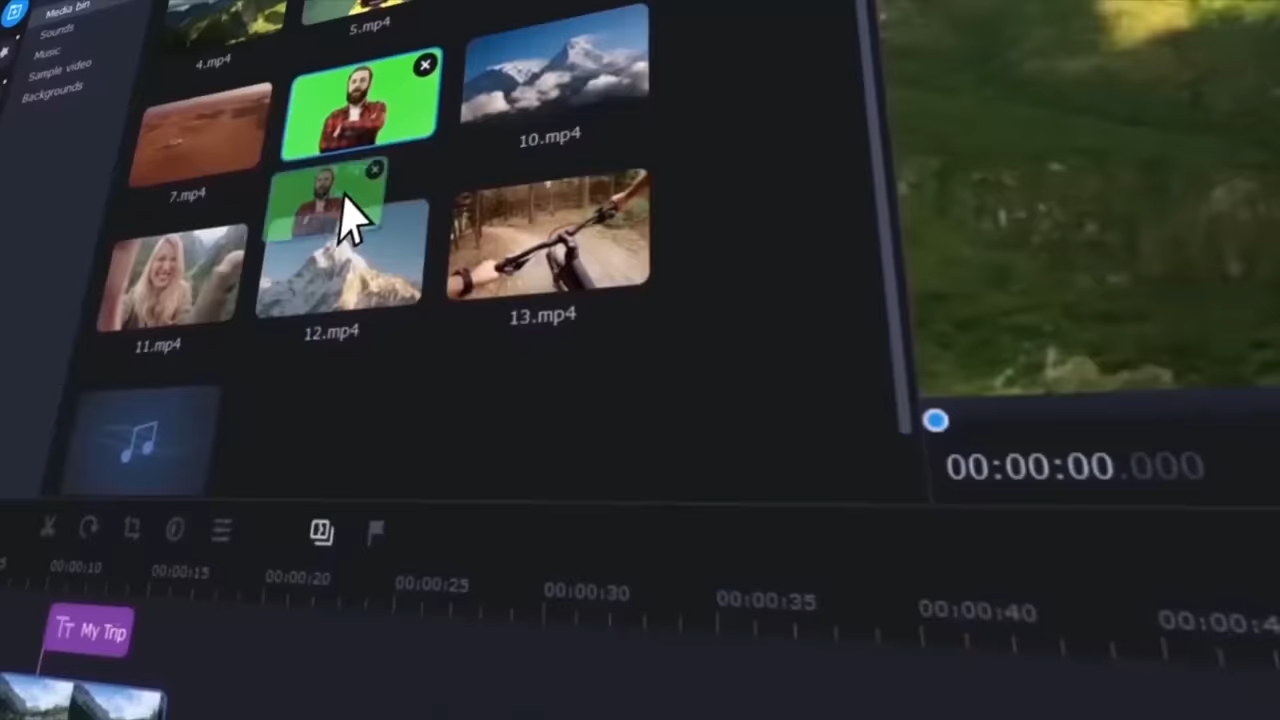 Media bin
Sounds
Music
Sample video
Backgrounds
4.mp4
5.mp4
7.mp4
10.mp4
11.mp4
12.mp4
13.mp4
00:00:00.000
00:00:10
00:00:15
00:00:20
00:00:25
00:00:30
00:00:35
00:00:40
My Trip